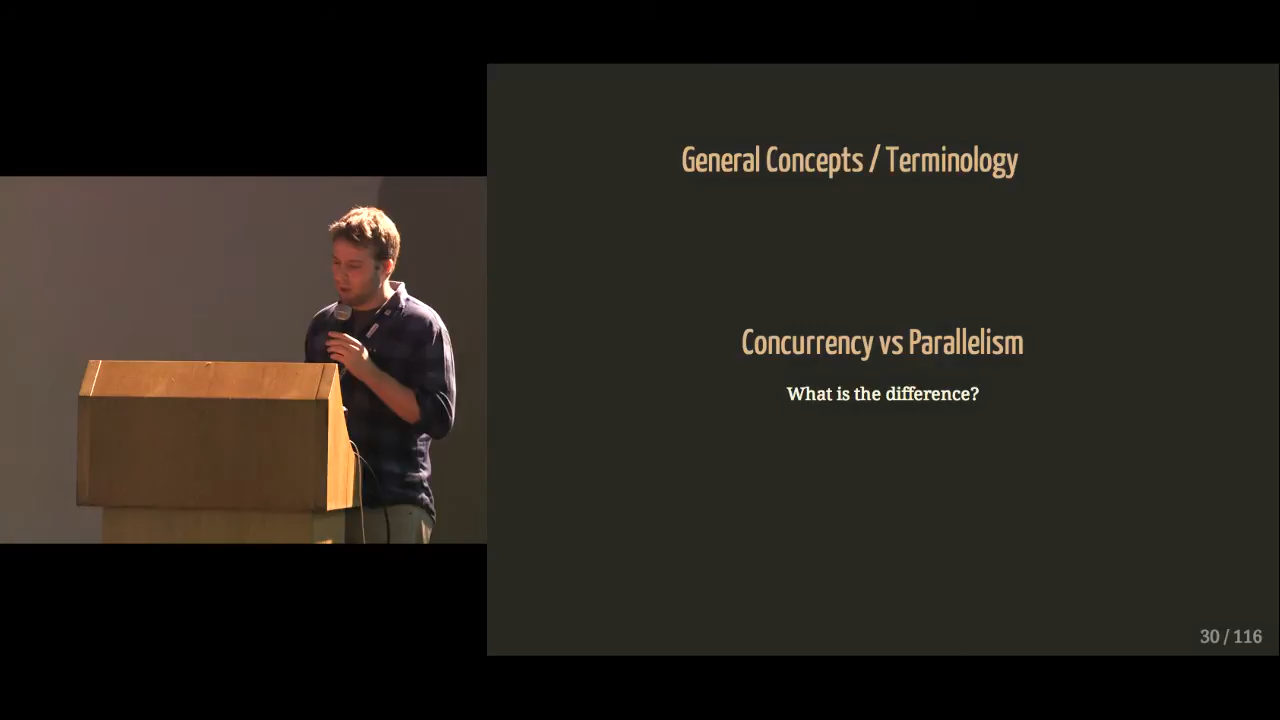 General Concepts / Terminology
Concurrency vs Parallelism
What is the difference?
30 / 116